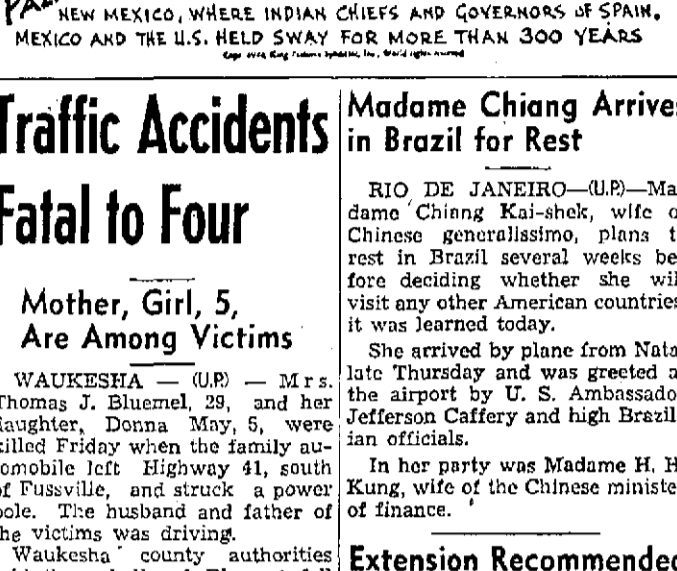 NEW MEXICO, WHERE INDIAN CHIEFS AND GOVERNORS OF SPAIN,
MEXICO AND THE U.S. HELD SWAY FOR MORE THAN 300 YEARS
Traffic Accidents
Fatal to Four
Mother, Girl, 5,
Are Among Victims
WAUKESHA — (U.P.) — Mrs.
Thomas J. Bluemel, 29, and her
daughter, Donna May, 5, were
killed Friday when the family au-
tomobile left Highway 41, south
of Fussville, and struck a power
pole. The husband and father of
the victims was driving.
Waukesha county authorities
Madame Chiang Arrives
in Brazil for Rest
RIO DE JANEIRO—(U.P.)—Ma-
dame Chiang Kai-shek, wife o
Chinese generalissimo, plans t
rest in Brazil several weeks be-
fore deciding whether she wil
visit any other American countries
it was learned today.
She arrived by plane from Nata
late Thursday and was greeted a
the airport by U. S. Ambassado
Jefferson Caffery and high Brazil
ian officials.
In her party was Madame H. H
Kung, wife of the Chinese ministe
of finance.
Extension Recommended